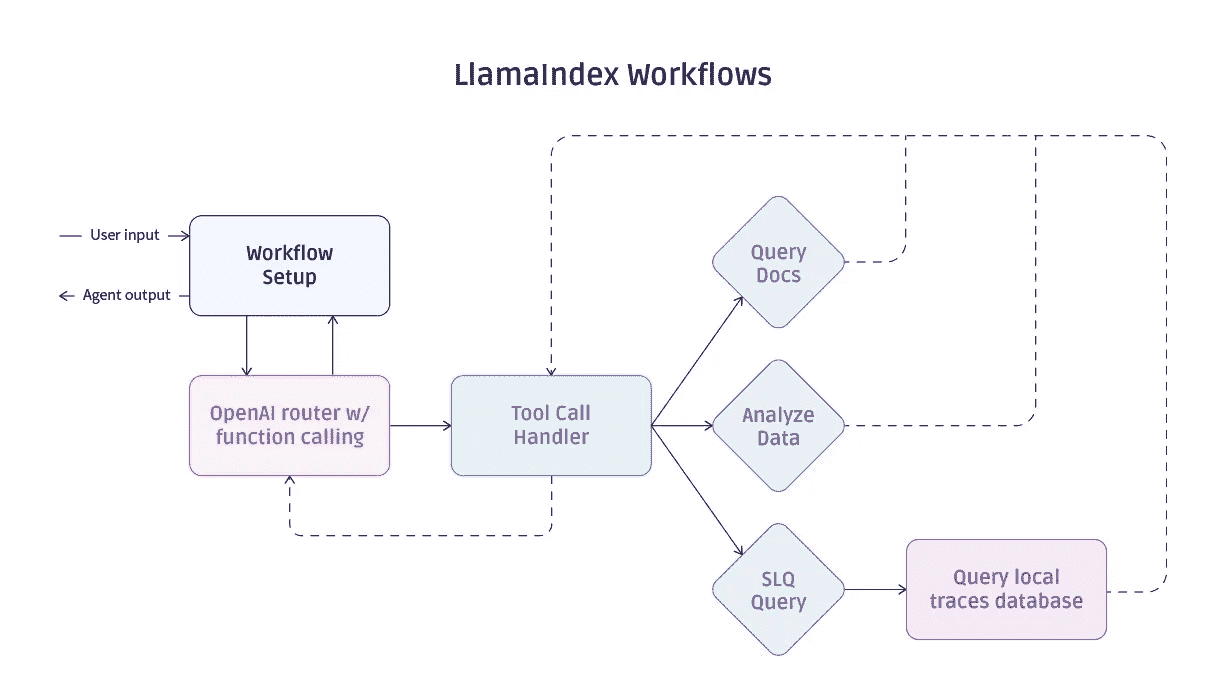 LlamaIndex Workflows
User input
Agent output
Workflow
Setup
OpenAI router w/
function calling
Tool Call
Handler
Query
Docs
Analyze
Data
SLQ
Query
Query local
traces database